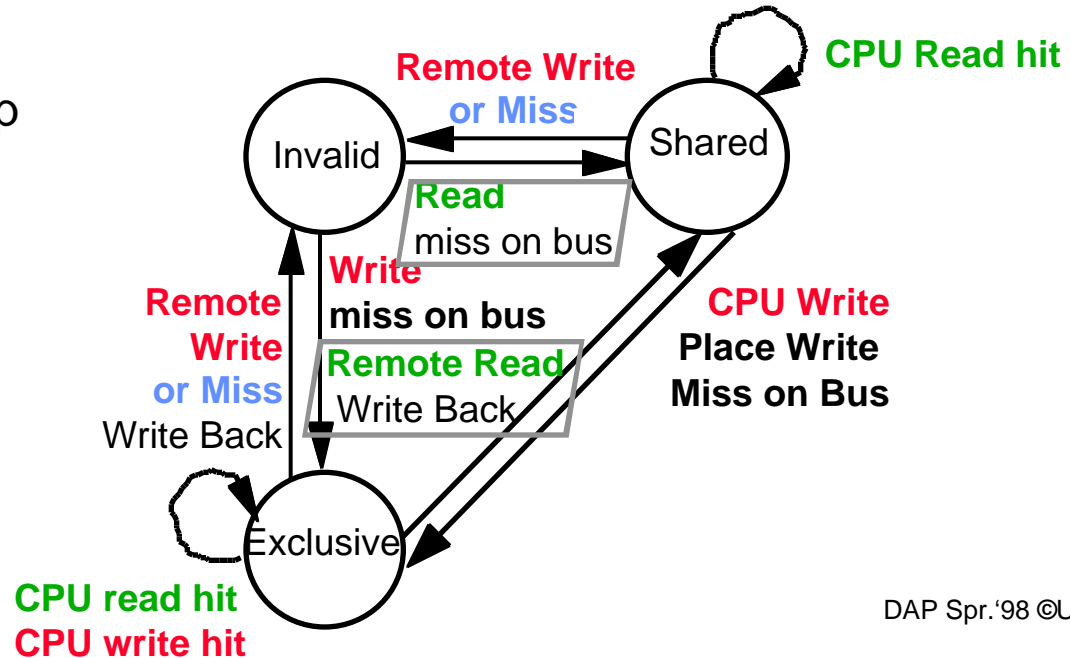 CPU Read hit
Remote Write
or Miss
p
Invalid
Shared
Read
miss on bus
Write
miss on bus
Remote
Write
or Miss
Write Back
Remote Read
Write Back
CPU Write
Place Write
Miss on Bus
Exclusive
CPU read hit
CPU write hit
DAP Spr.‘98 ©U